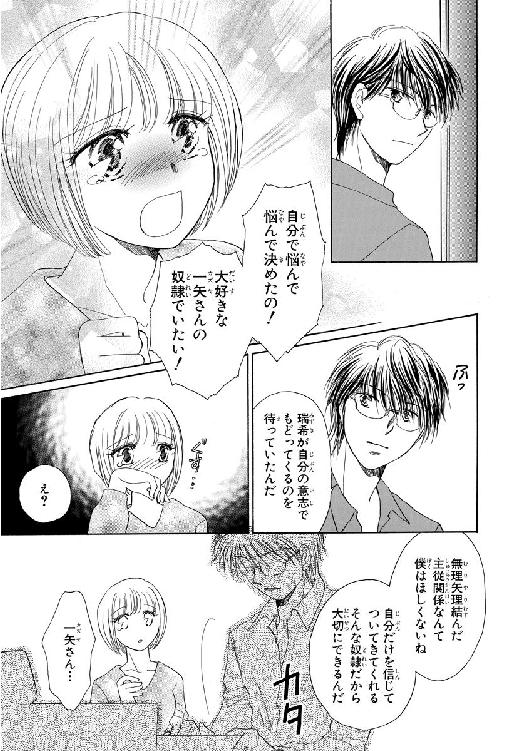 自分で悩んで
悩んで決めたの！
大好きな
一矢さんの
奴隷でいたい！
ふっ
瑞希が自分の意志で
もどってくるのを
待っていたんだ
ぐす…
え？
無理矢理結んだ
主従関係なんて
僕はほしくないね
自分だけを信じて
ついてきてくれる
そんな奴隷だから
大切にできるんだ
カタ
一矢さん…